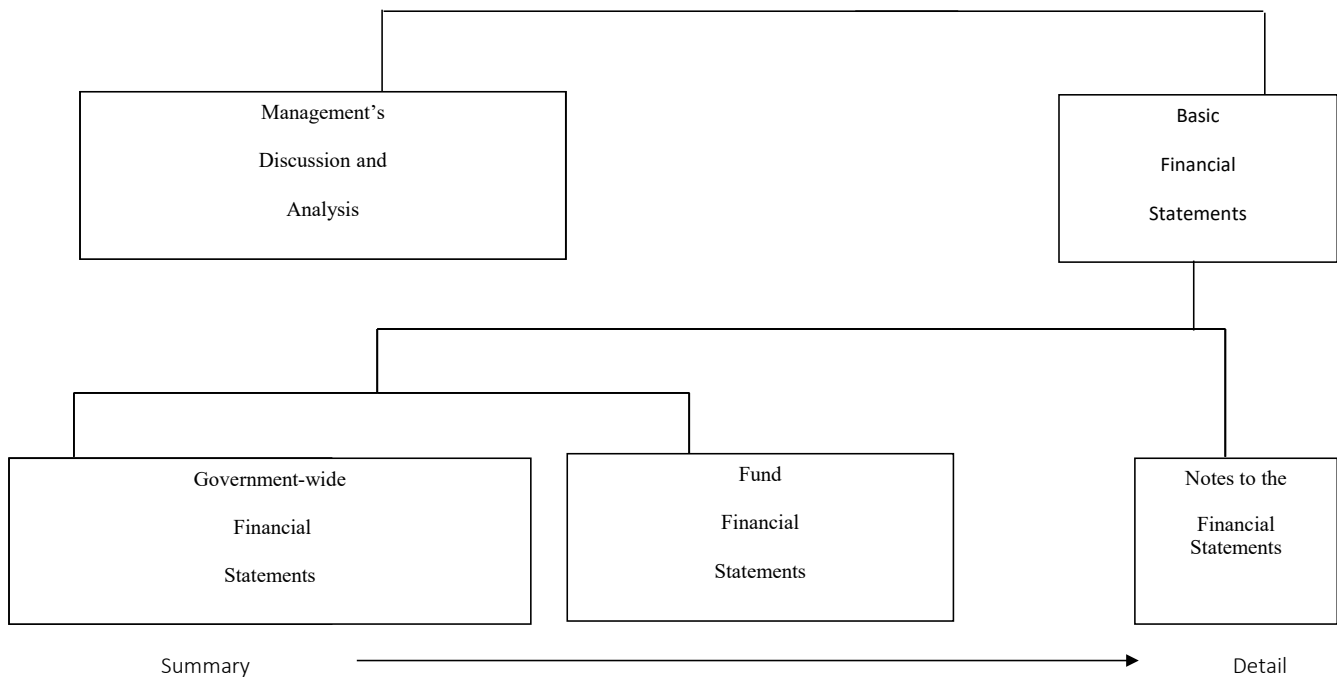 Management’s
Discussion and
Analysis
Basic
Financial
Statements
Government-wide
Financial
Statements
Fund
Financial
Statements
Notes to the
Financial
Statements
Summary
Detail